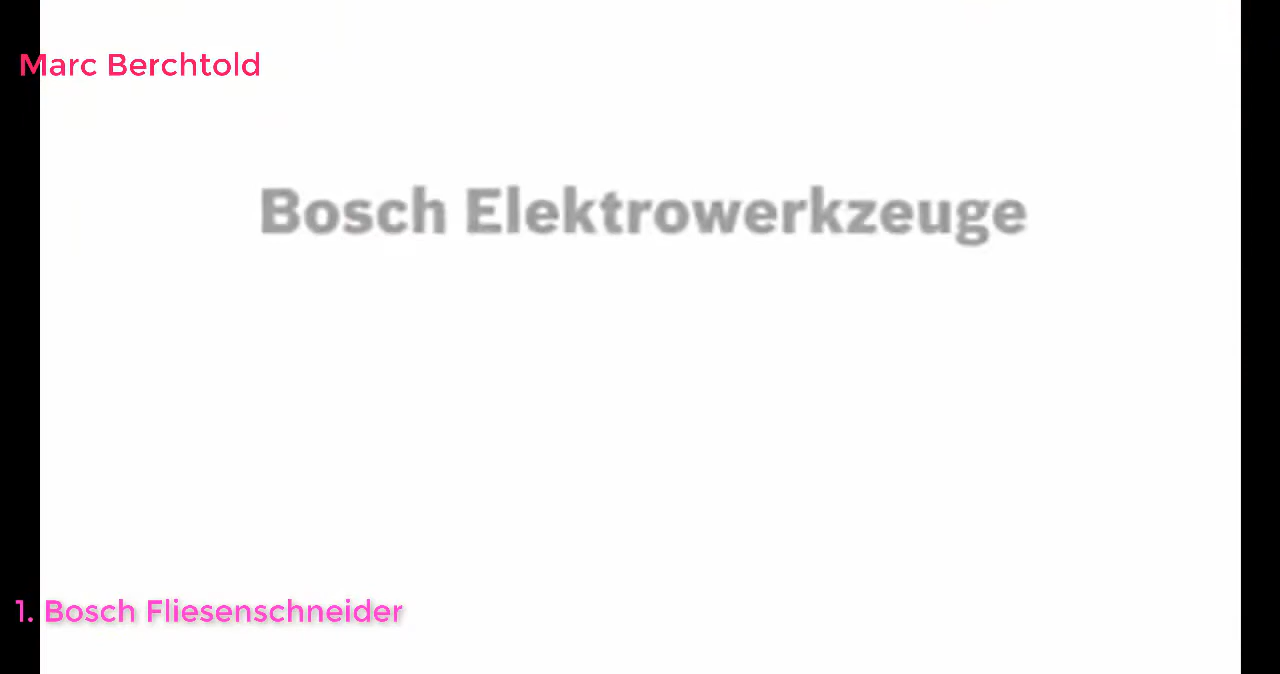 Marc Berchtold
Bosch Elektrowerkzeuge
1. Bosch Fliesenschneider